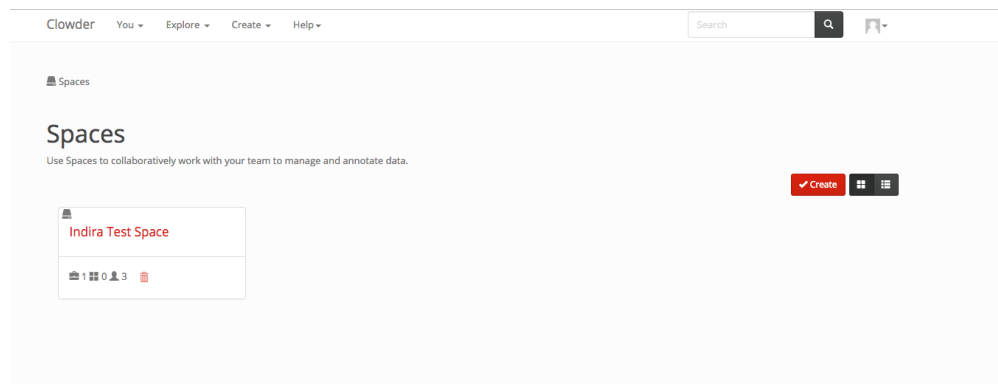 Clowder You Explore Create Help Search
Spaces
Spaces
Use Spaces to collaboratively work with your team to manage and annotate data.
Create
Indira Test Space
1 0 3